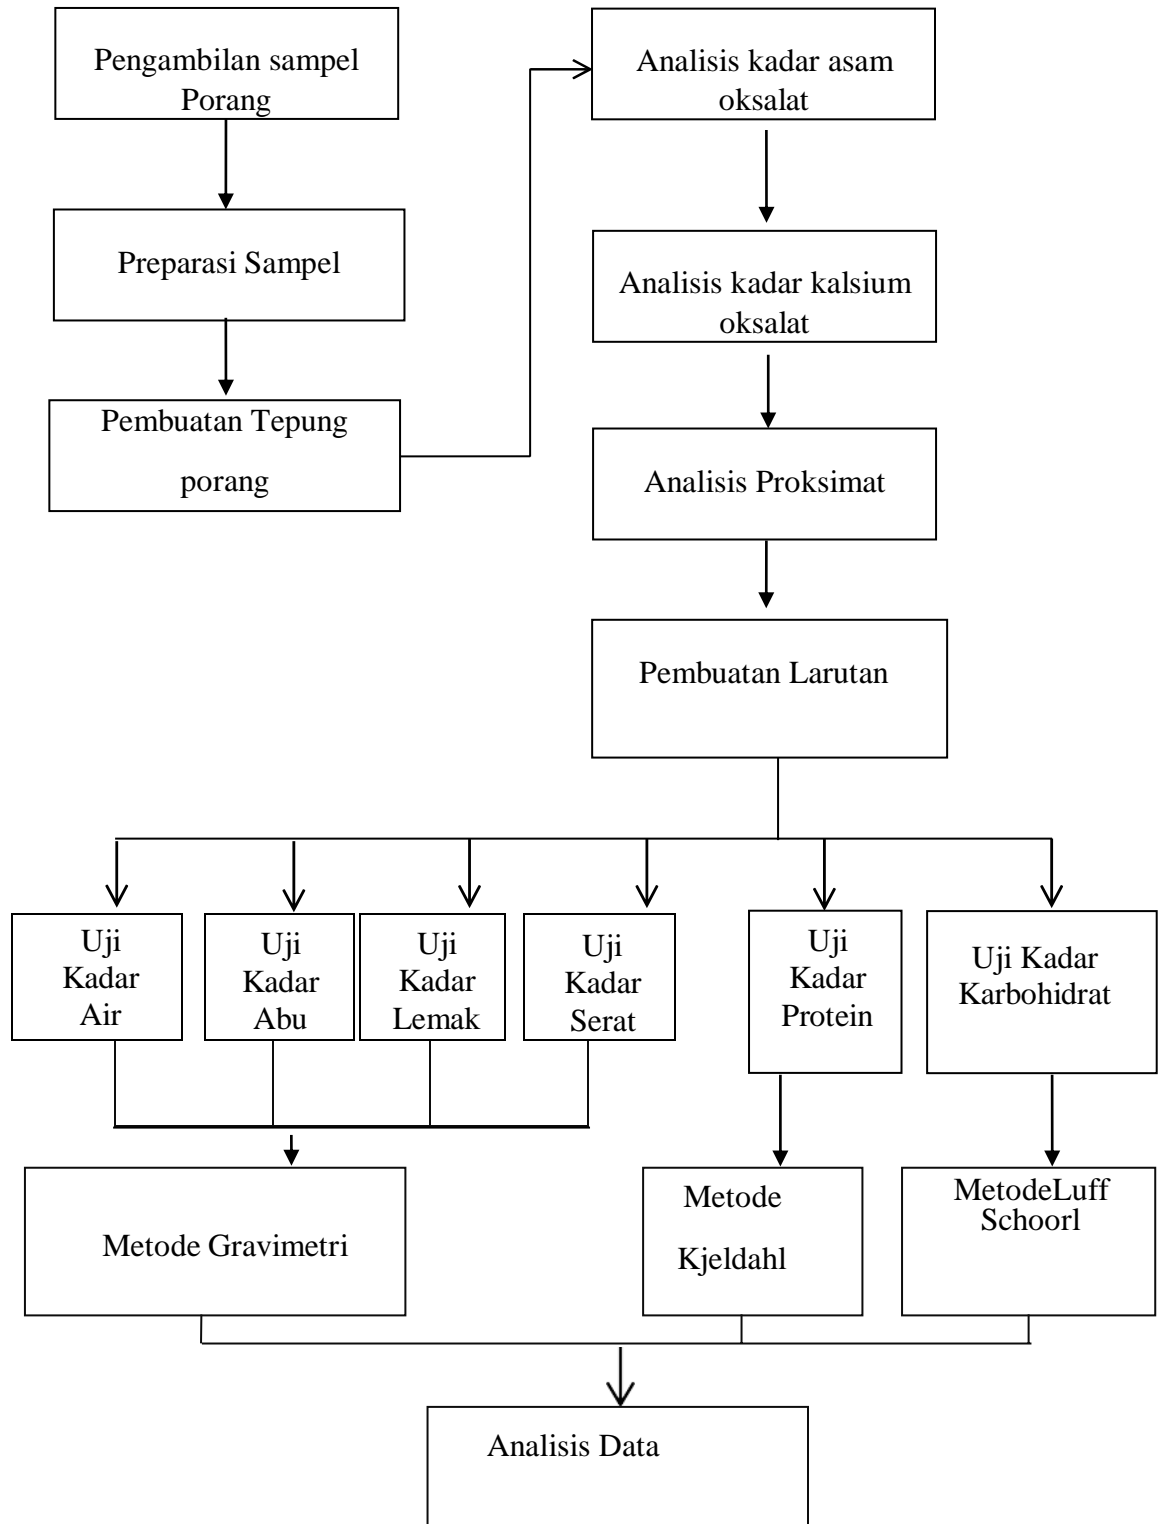 Pengambilan sampel
Porang
Preparasi Sampel
Pembuatan Tepung
porang
Analisis kadar asam
oksalat
Analisis kadar kalsium
oksalat
Analisis Proksimat
Pembuatan Larutan
Uji
Kadar
Air
Uji
Kadar
Abu
Uji
Kadar
Lemak
Uji
Kadar
Serat
Uji
Kadar
Protein
Uji Kadar
Karbohidrat
Metode Gravimetri
Metode
Kjeldahl
MetodeLuff
Schoorl
Analisis Data